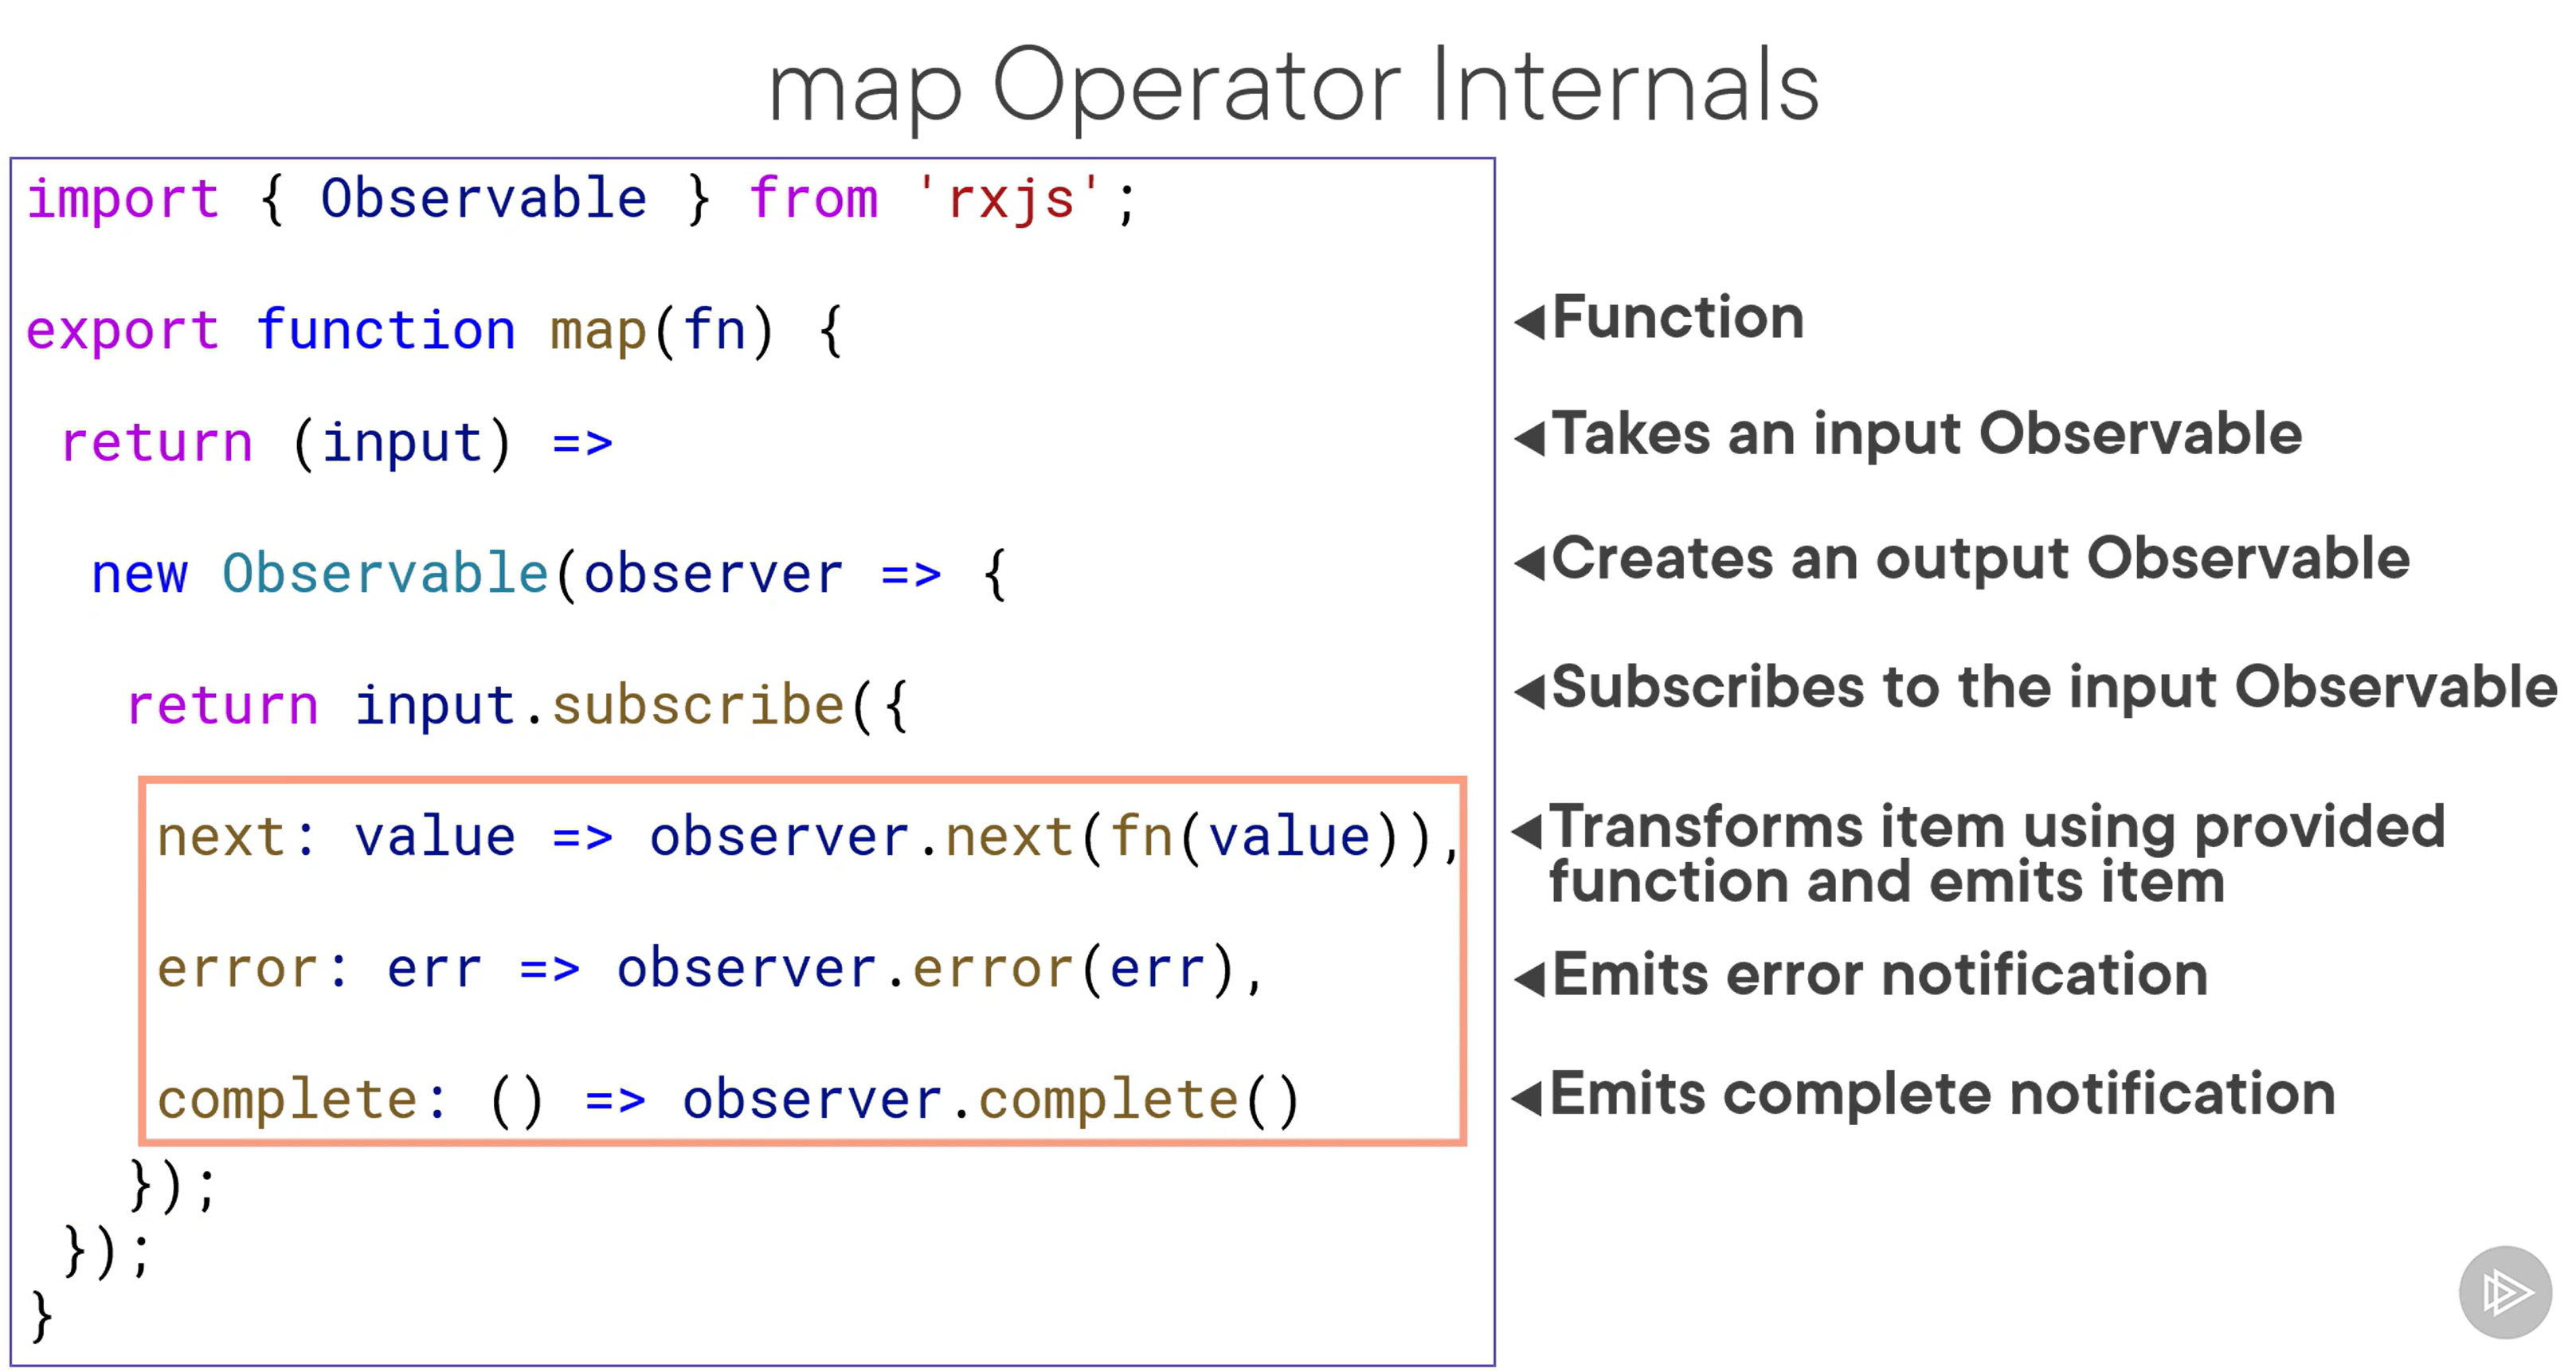 map Operator Internals
import { Observable } from 'rxjs';
export function map(fn) {
return (input) =>
new Observable(observer => {
return input.subscribe({
next: value => observer.next(fn(value)),
error: err => observer.error(err),
complete: () => observer.complete()
});
});
}
Function
Takes an input Observable
Creates an output Observable
Subscribes to the input Observable
Transforms item using provided
function and emits item
Emits error notification
Emits complete notification